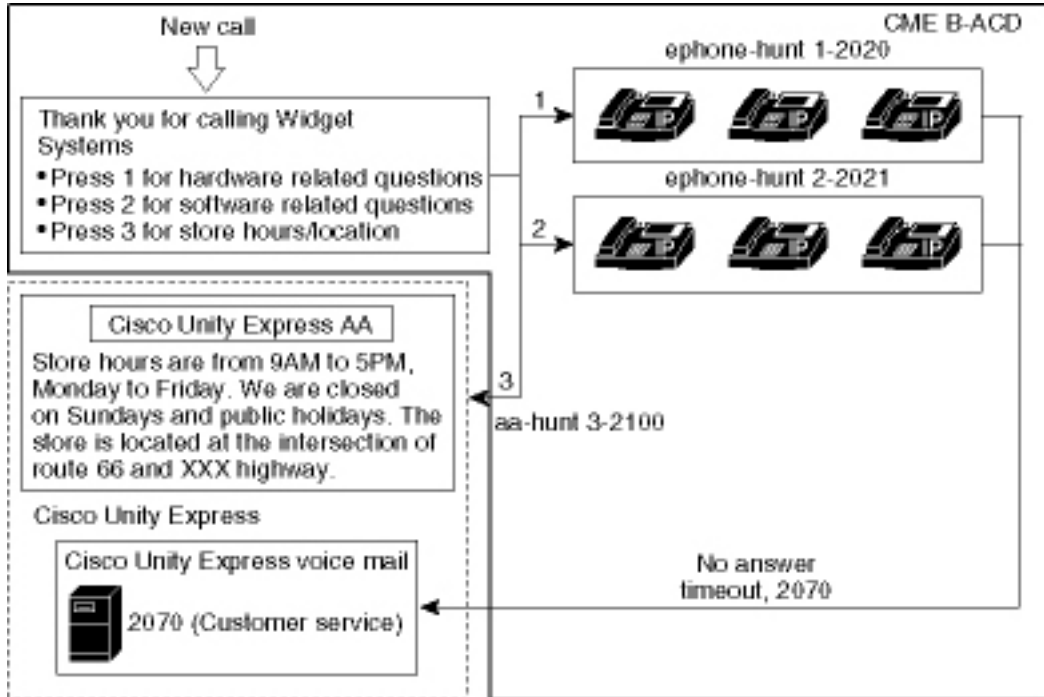 New call
CME B-ACD
Thank you for calling Widget
Systems
• Press 1 for hardware related questions
• Press 2 for software related questions
• Press 3 for store hours/location
1
ephone-hunt 1-2020
IP IP IP
2
ephone-hunt 2-2021
IP IP IP
3
aa-hunt 3-2100
Cisco Unity Express AA
Store hours are from 9AM to 5PM,
Monday to Friday. We are closed
on Sundays and public holidays. The
store is located at the intersection of
route 66 and XXX highway.
Cisco Unity Express
Cisco Unity Express voice mail
2070 (Customer service)
No answer
timeout, 2070